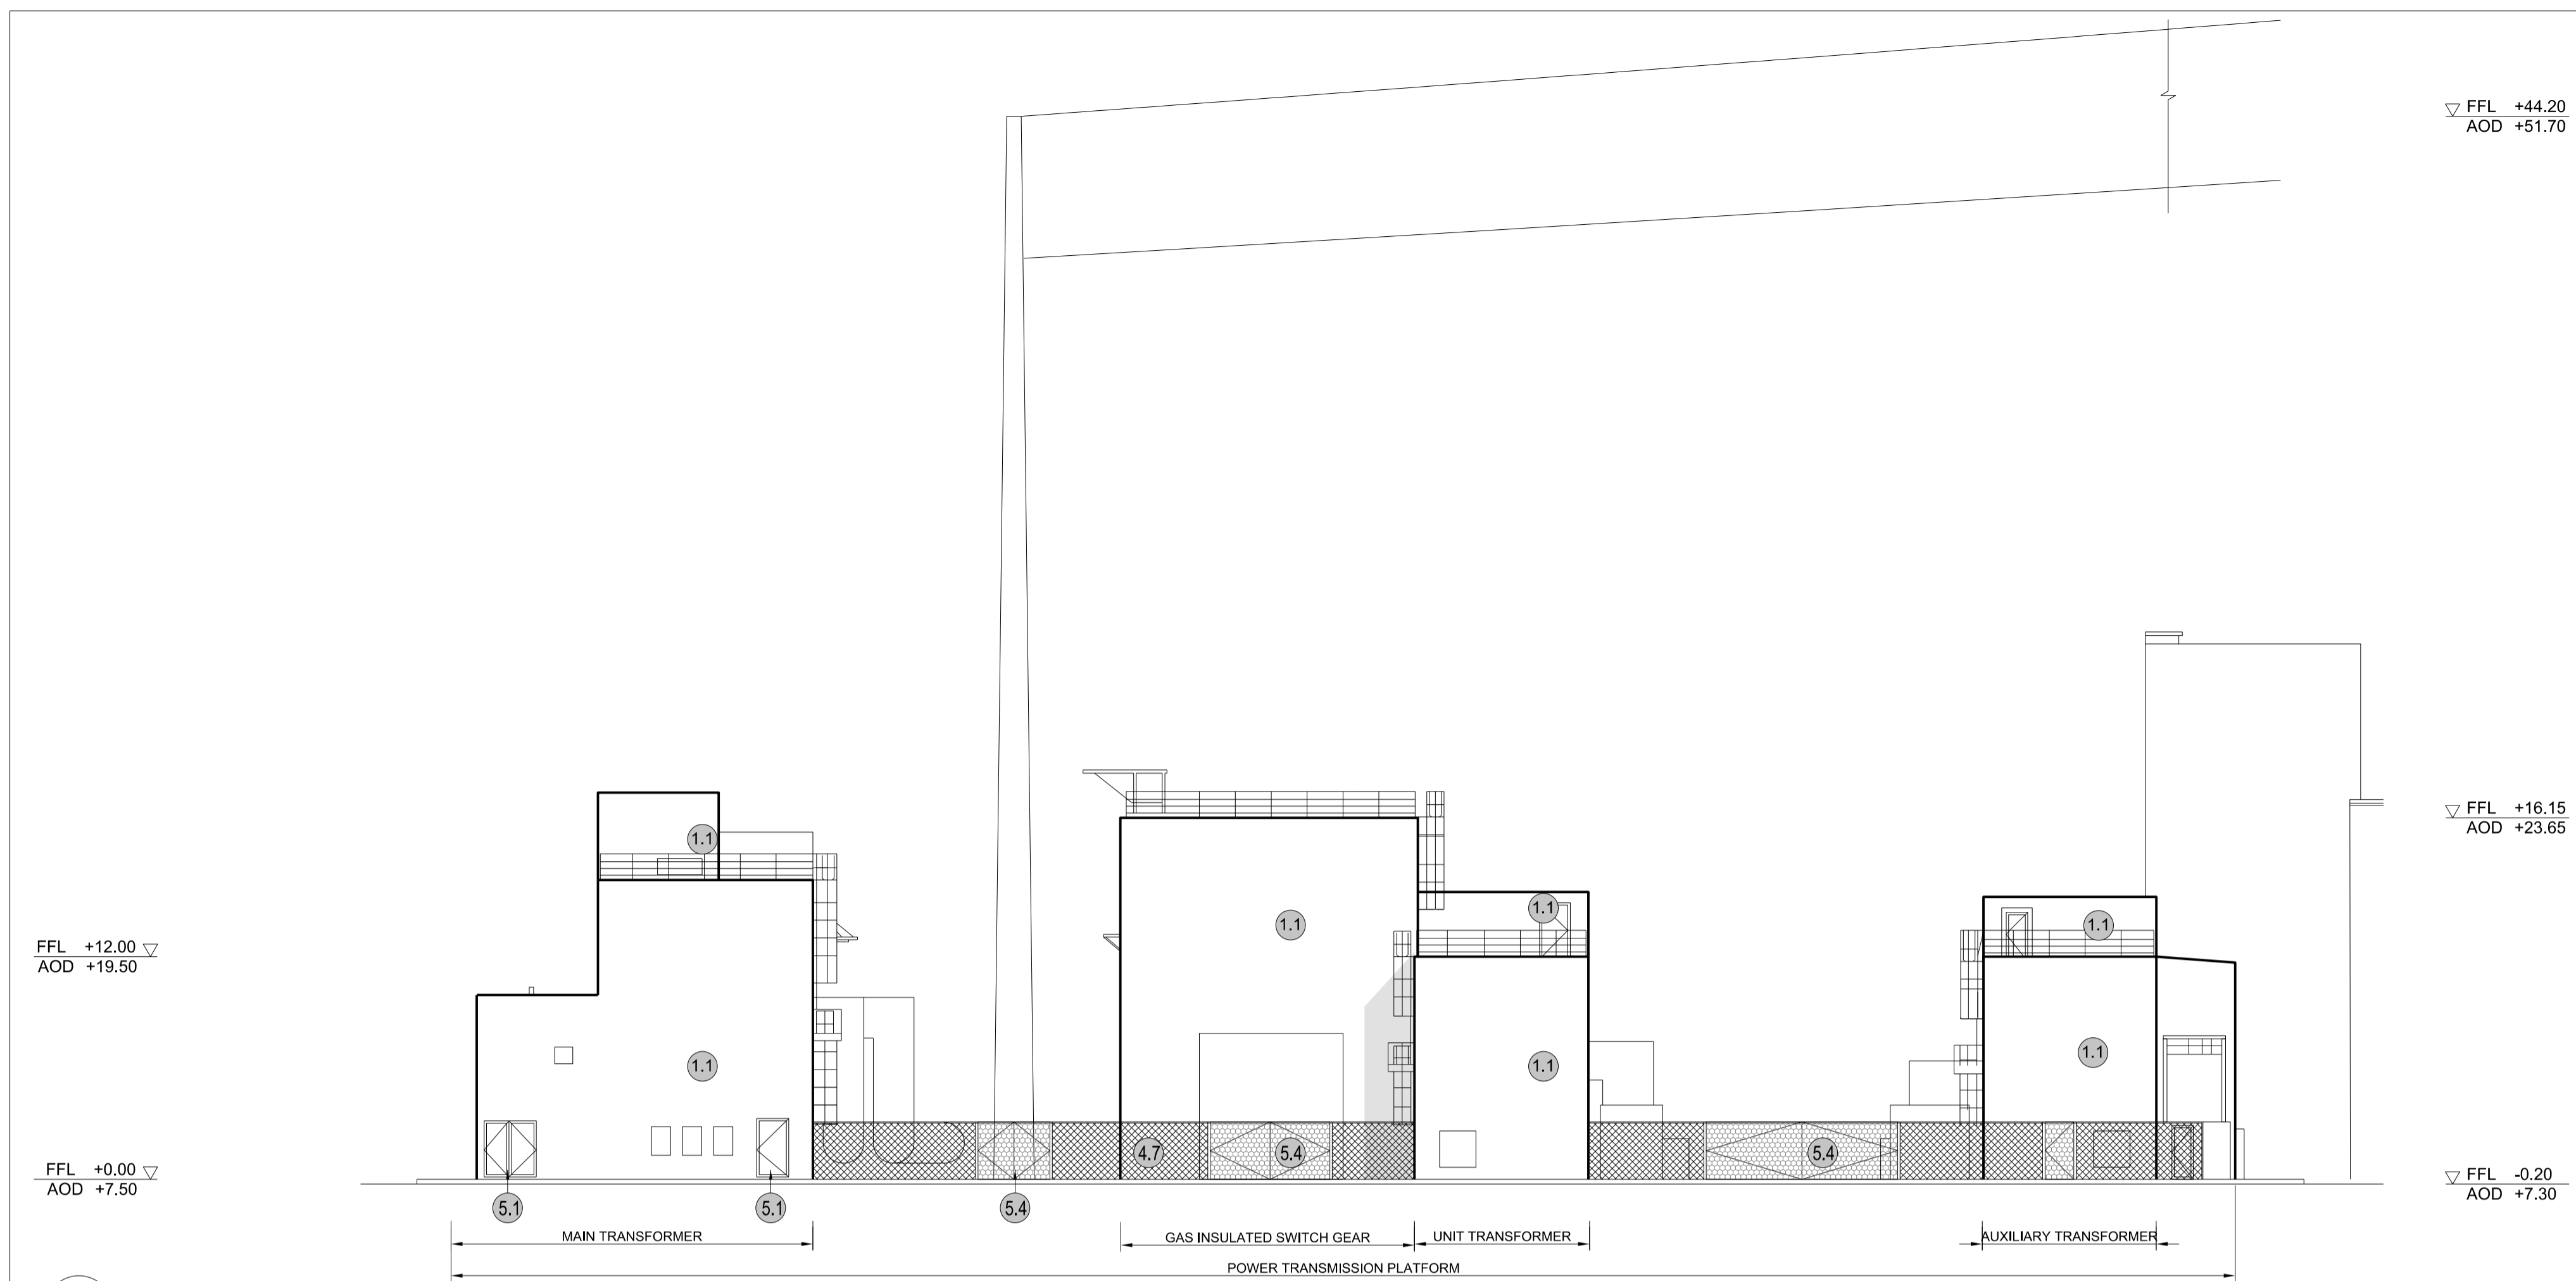 FFL +44.20
AOD +51.70
FFL +16.15
AOD +23.65
1.1
1.1
1.1
1.1
FFL +12.00
AOD +19.50
1.1
1.1
1.1
4.7
5.4
5.4
FFL +0.00
AOD +7.50
FFL -0.20
AOD +7.30
5.1
5.1
5.4
MAIN TRANSFORMER
GAS INSULATED SWITCH GEAR
UNIT TRANSFORMER
AUXILIARY TRANSFORMER
POWER TRANSMISSION PLATFORM